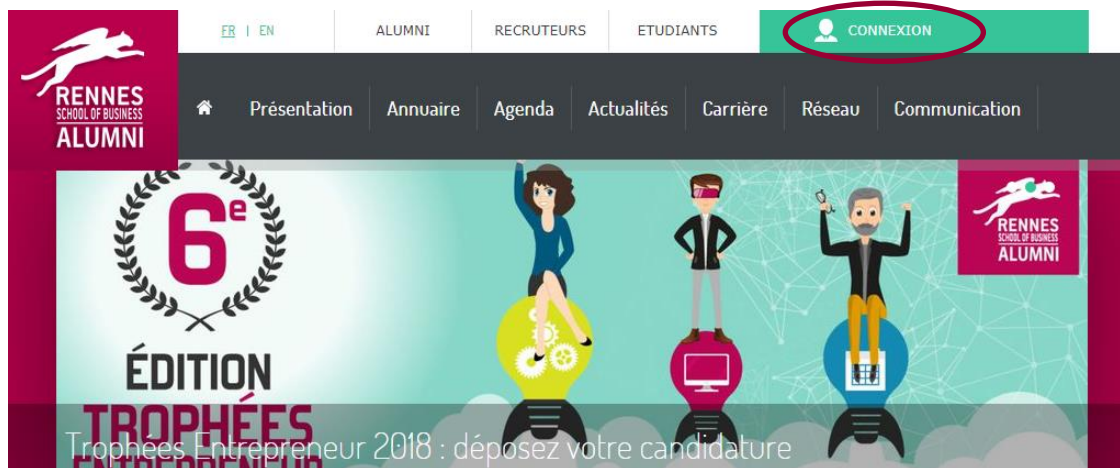 FR | EN
ALUMNI
RECRUTEURS
ETUDIANTS
CONNEXION
RENNES
SCHOOL OF BUSINESS
ALUMNI
Présentation
Annuaire
Agenda
Actualités
Carrière
Réseau
Communication
6e
ÉDITION
TROPHÉES
ENTREPRENEUR
RENNES
SCHOOL OF BUSINESS
ALUMNI
Trophées Entrepreneur 2018 : déposez votre candidature